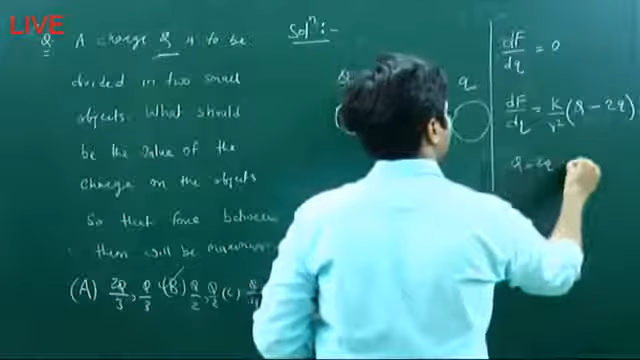 LIVE
Q A charge Q is to be
divided in two small
objects. What should
be the value of the
charge on the objects
So that force between
them will be maximum
(A) 2Q/3, Q/3 (B) Q/2, Q/2 (C) Q/4
Solⁿ:-
q
dF/dq = 0
dF/dq = k/r² (Q - 2q)
Q - 2q